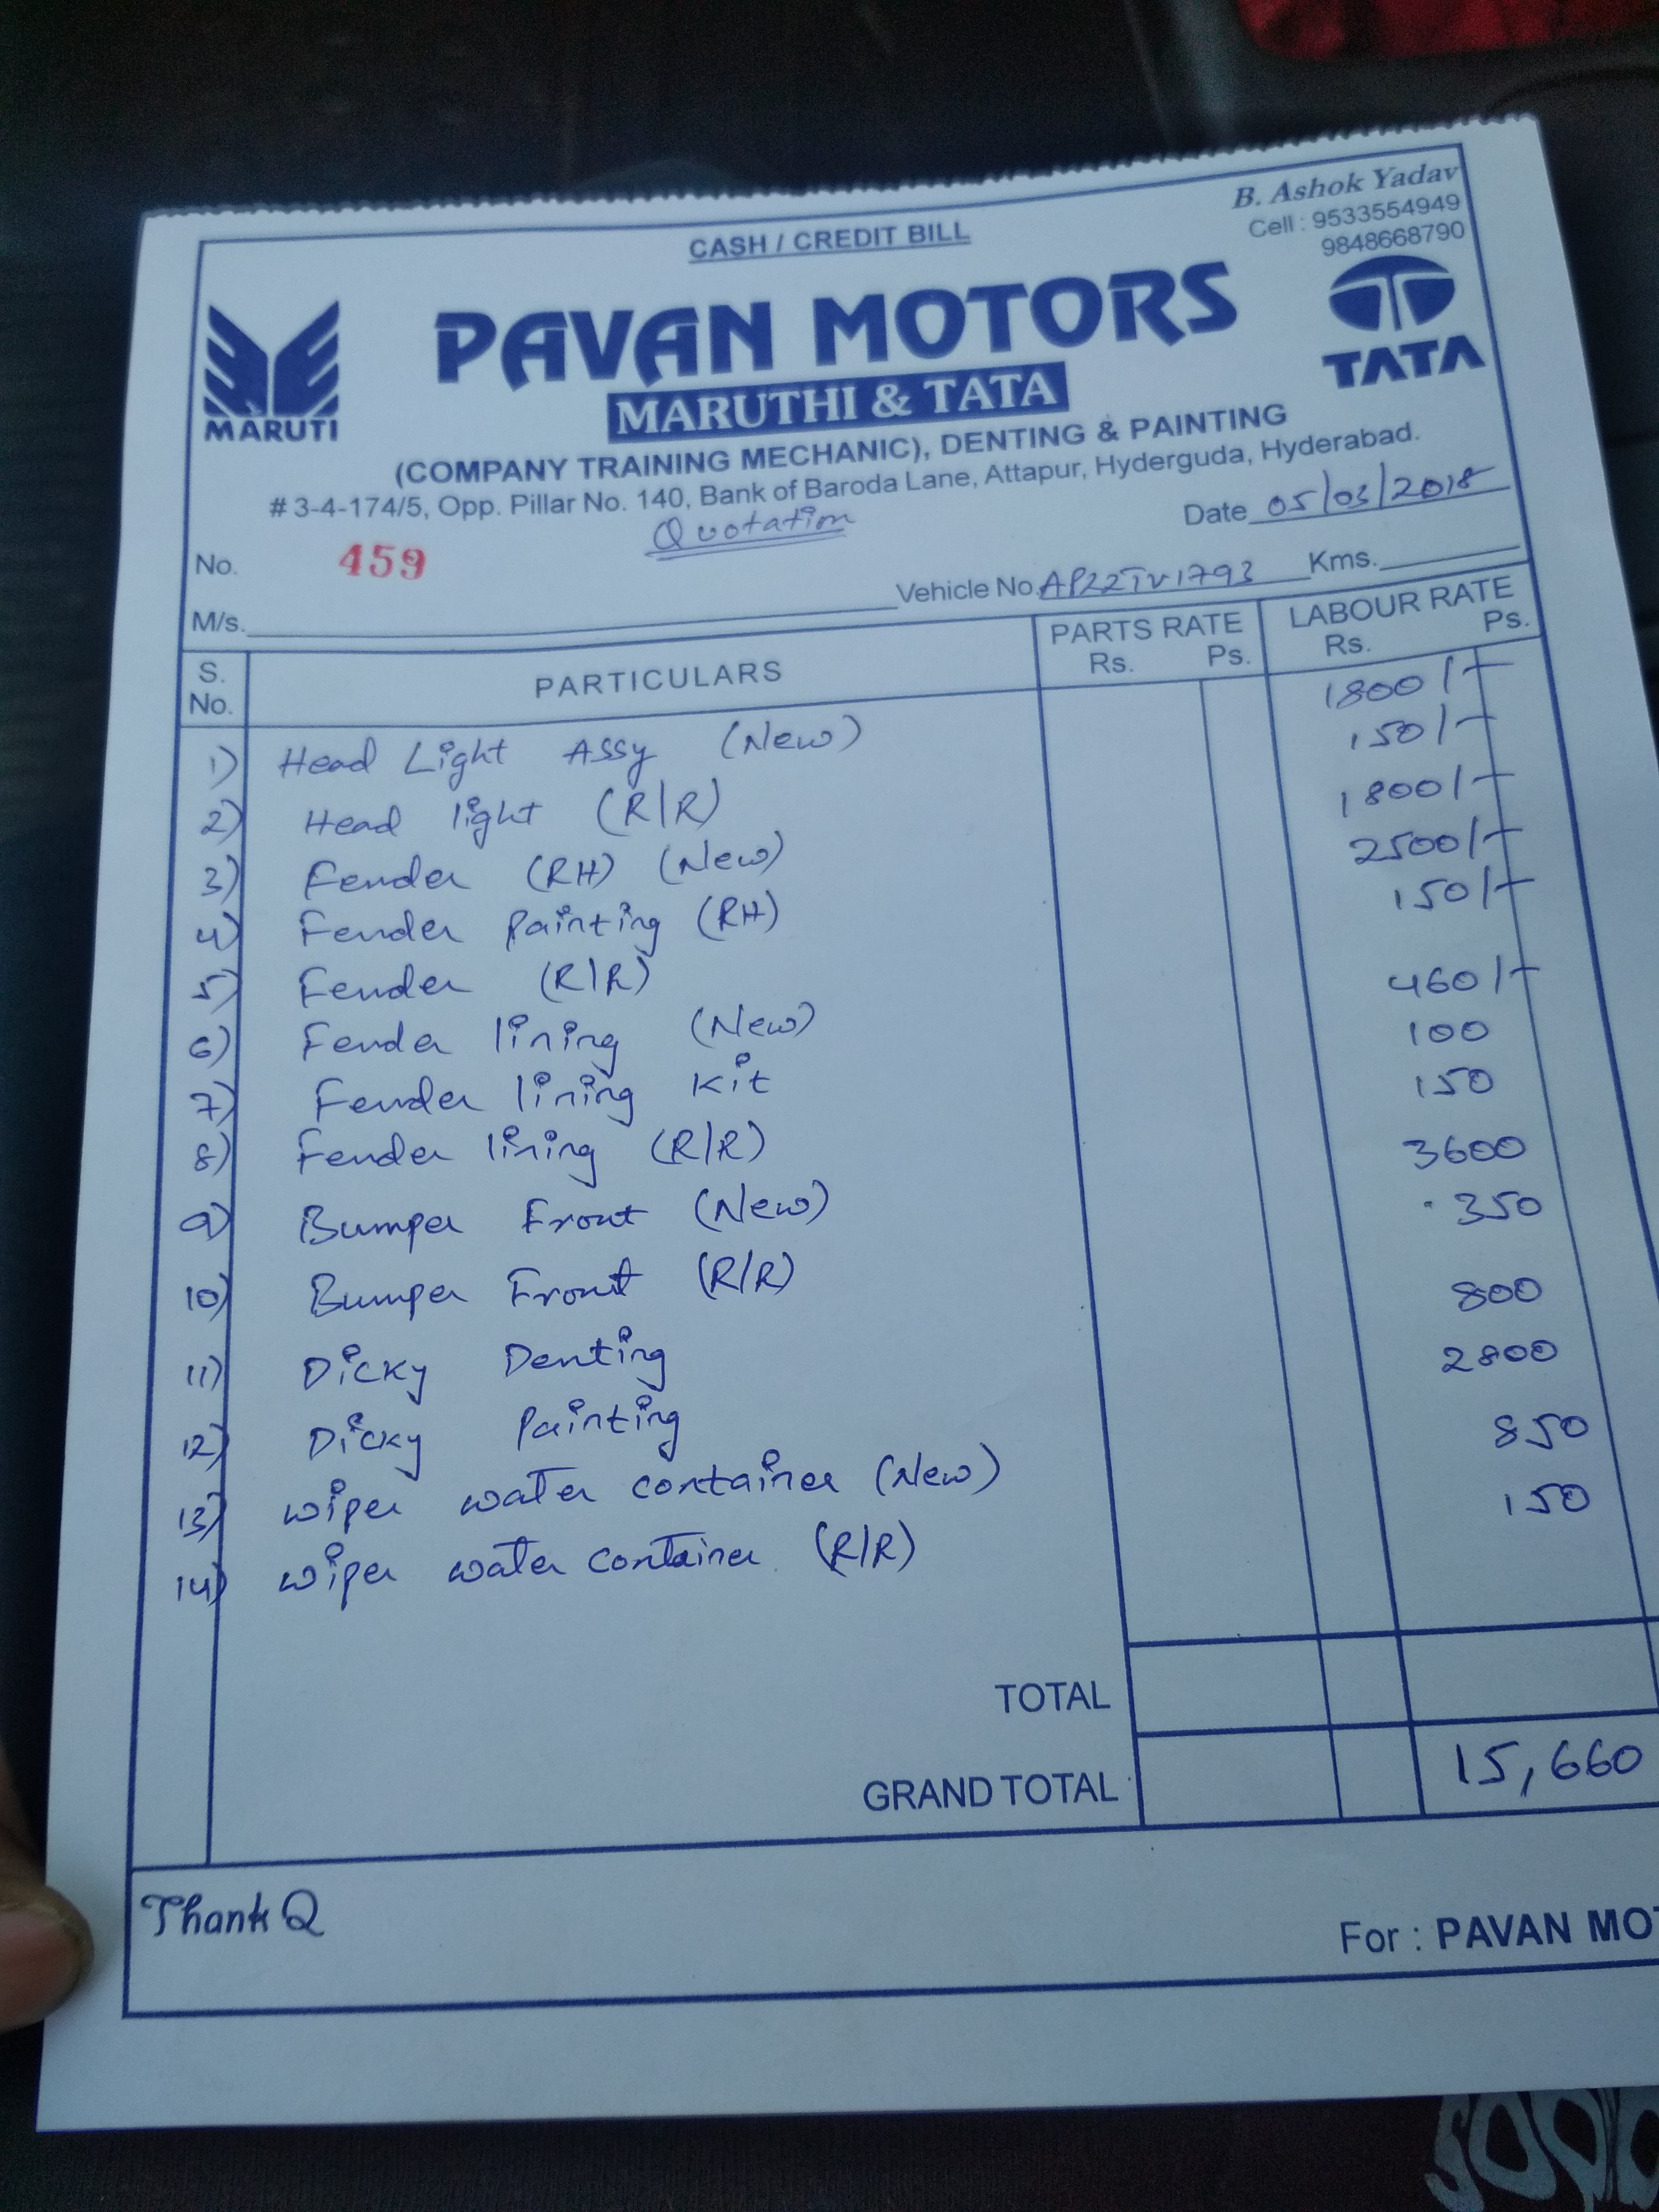 B. Ashok Yadav
CASH / CREDIT BILL
Cell : 9533554949
9848668790
PAVAN MOTORS
MARUTI
TATA
MARUTHI & TATA
(COMPANY TRAINING MECHANIC), DENTING & PAINTING
# 3-4-174/5, Opp. Pillar No. 140, Bank of Baroda Lane, Attapur, Hyderguda, Hyderabad.
Quotation
Date 05/03/2018
No. 459
Vehicle No. AP22TV1793 Kms.
M/s.
S. No. PARTICULARS PARTS RATE Rs. Ps. LABOUR RATE Rs. Ps.
1) Head Light Assy (New) 1800/-
2) Head light (R/R) 150/-
3) Fender (RH) (New) 1800/-
4) Fender Painting (RH) 2500/-
5) Fender (R/R) 150/-
6) Fender lining (New) 460/-
7) Fender lining Kit 100
8) Fender lining (R/R) 150
9) Bumper Front (New) 3600
10) Bumper Front (R/R) 350
11) Dicky Denting 800
12) Dicky Painting 2800
13) wiper water container (New) 850
14) wiper water container (R/R) 150
TOTAL
GRAND TOTAL 15,660
Thank Q
For : PAVAN MOT